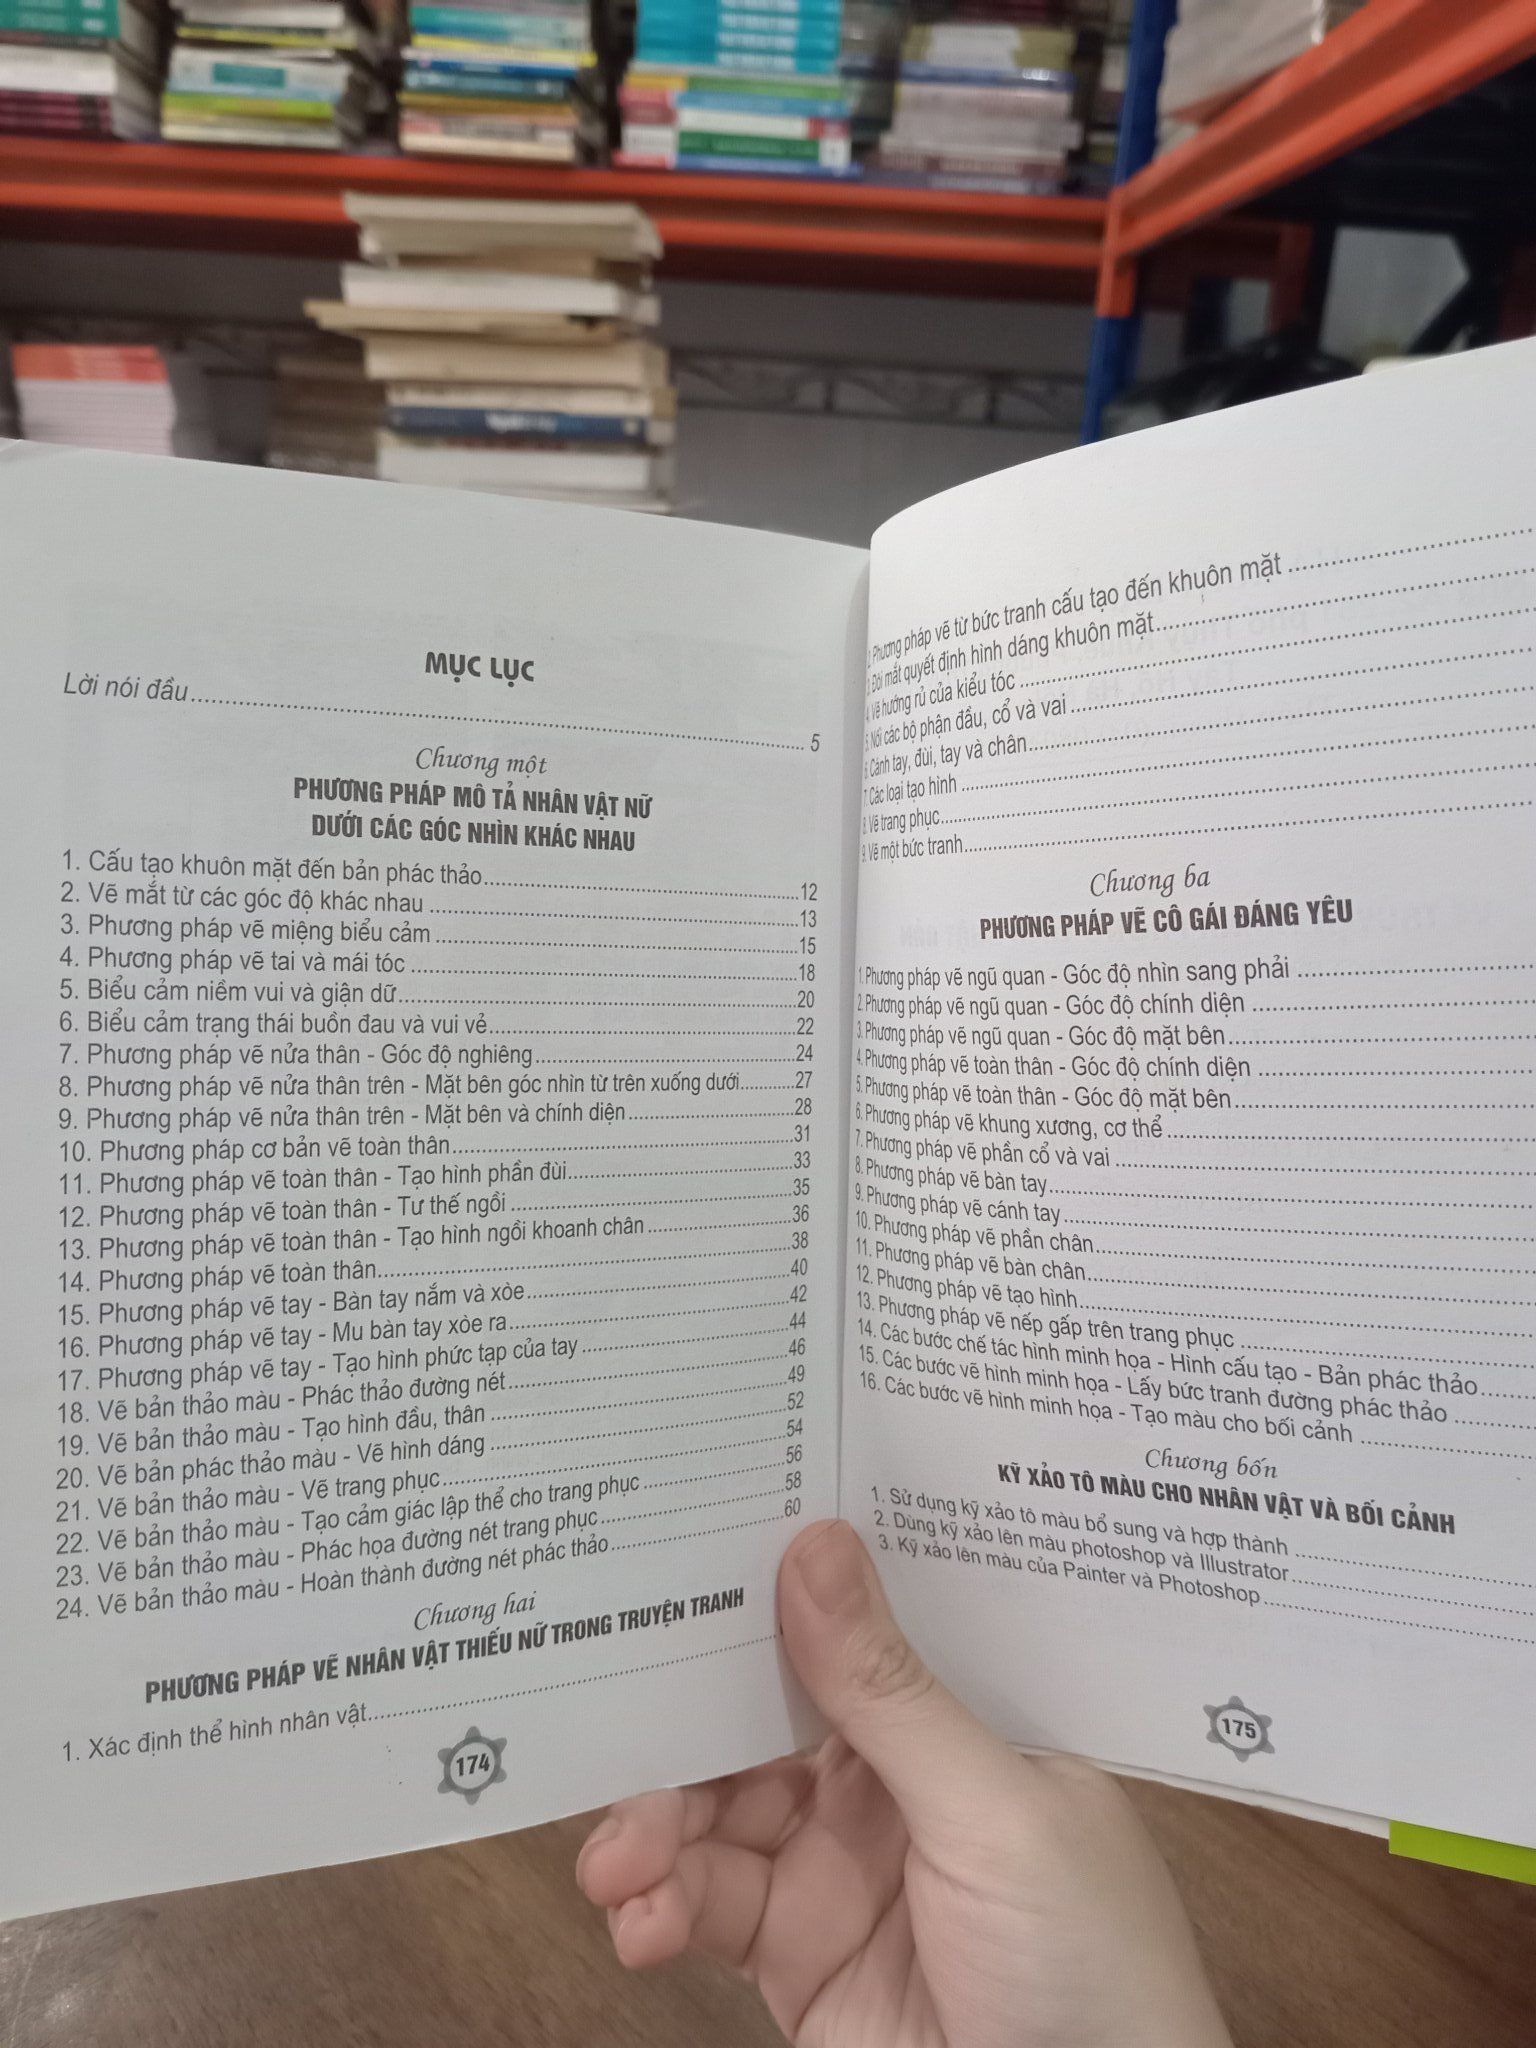 MỤC LỤC
Lời nói đầu........ 5
Chương một
PHƯƠNG PHÁP MÔ TẢ NHÂN VẬT NỮ
DƯỚI CÁC GÓC NHÌN KHÁC NHAU
1. Cấu tạo khuôn mặt đến bản phác thảo........12
2. Vẽ mắt từ các góc độ khác nhau........13
3. Phương pháp vẽ miệng biểu cảm........15
4. Phương pháp vẽ tai và mái tóc........18
5. Biểu cảm niềm vui và giận dữ........20
6. Biểu cảm trạng thái buồn đau và vui vẻ........22
7. Phương pháp vẽ nửa thân - Góc độ nghiêng........24
8. Phương pháp vẽ nửa thân trên - Mặt bên góc nhìn từ trên xuống dưới........27
9. Phương pháp vẽ nửa thân trên - Mặt bên và chính diện........28
10. Phương pháp cơ bản vẽ toàn thân........31
11. Phương pháp vẽ toàn thân - Tạo hình phần đùi........33
12. Phương pháp vẽ toàn thân - Tư thế ngồi........35
13. Phương pháp vẽ toàn thân - Tạo hình ngồi khoanh chân........36
14. Phương pháp vẽ toàn thân........38
15. Phương pháp vẽ tay - Bàn tay nắm và xòe........40
16. Phương pháp vẽ tay - Mu bàn tay xòe ra........42
17. Phương pháp vẽ tay - Tạo hình phức tạp của tay........44
18. Vẽ bản thảo màu - Phác thảo đường nét........46
19. Vẽ bản thảo màu - Tạo hình đầu, thân........49
20. Vẽ bản phác thảo màu - Vẽ hình dáng........52
21. Vẽ bản thảo màu - Vẽ trang phục........54
22. Vẽ bản thảo màu - Tạo cảm giác lập thể cho trang phục........56
23. Vẽ bản thảo màu - Phác họa đường nét trang phục........58
24. Vẽ bản thảo màu - Hoàn thành đường nét phác thảo........60
Chương hai
PHƯƠNG PHÁP VẼ NHÂN VẬT THIẾU NỮ TRONG TRUYỆN TRANH
1. Xác định thể hình nhân vật........
174
2. Phương pháp vẽ từ bức tranh cấu tạo đến khuôn mặt........
3. Đôi mắt quyết định hình dáng khuôn mặt........
4. Vẽ hướng rủ của kiểu tóc........
5. Nối các bộ phận đầu, cổ và vai........
6. Cánh tay, đùi, tay và chân........
7. Các loại tạo hình........
8. Vẽ trang phục........
9. Vẽ một bức tranh........
Chương ba
PHƯƠNG PHÁP VẼ CÔ GÁI ĐÁNG YÊU
1. Phương pháp vẽ ngũ quan - Góc độ nhìn sang phải........
2. Phương pháp vẽ ngũ quan - Góc độ chính diện........
3. Phương pháp vẽ ngũ quan - Góc độ mặt bên........
4. Phương pháp vẽ toàn thân - Góc độ chính diện........
5. Phương pháp vẽ toàn thân - Góc độ mặt bên........
6. Phương pháp vẽ khung xương, cơ thể........
7. Phương pháp vẽ phần cổ và vai........
8. Phương pháp vẽ bàn tay........
9. Phương pháp vẽ cánh tay........
10. Phương pháp vẽ phần chân........
11. Phương pháp vẽ bàn chân........
12. Phương pháp vẽ tạo hình........
13. Phương pháp vẽ nếp gấp trên trang phục........
14. Các bước chế tác hình minh họa - Hình cấu tạo - Bản phác thảo........
15. Các bước vẽ hình minh họa - Lấy bức tranh đường phác thảo........
16. Các bước vẽ hình minh họa - Tạo màu cho bối cảnh........
Chương bốn
KỸ XẢO TÔ MÀU CHO NHÂN VẬT VÀ BỐI CẢNH
1. Sử dụng kỹ xảo tô màu bổ sung và hợp thành........
2. Dùng kỹ xảo lên màu photoshop và Illustrator........
3. Kỹ xảo lên màu của Painter và Photoshop........
175